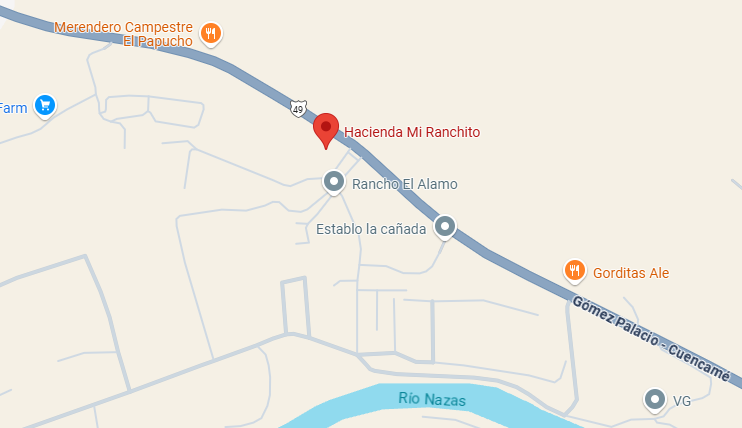 Merendero Campestre
El Papucho
Farm
49
Hacienda Mi Ranchito
Rancho El Alamo
Establo la cañada
Gorditas Ale
Gómez Palacio - Cuencamé
Río Nazas
VG